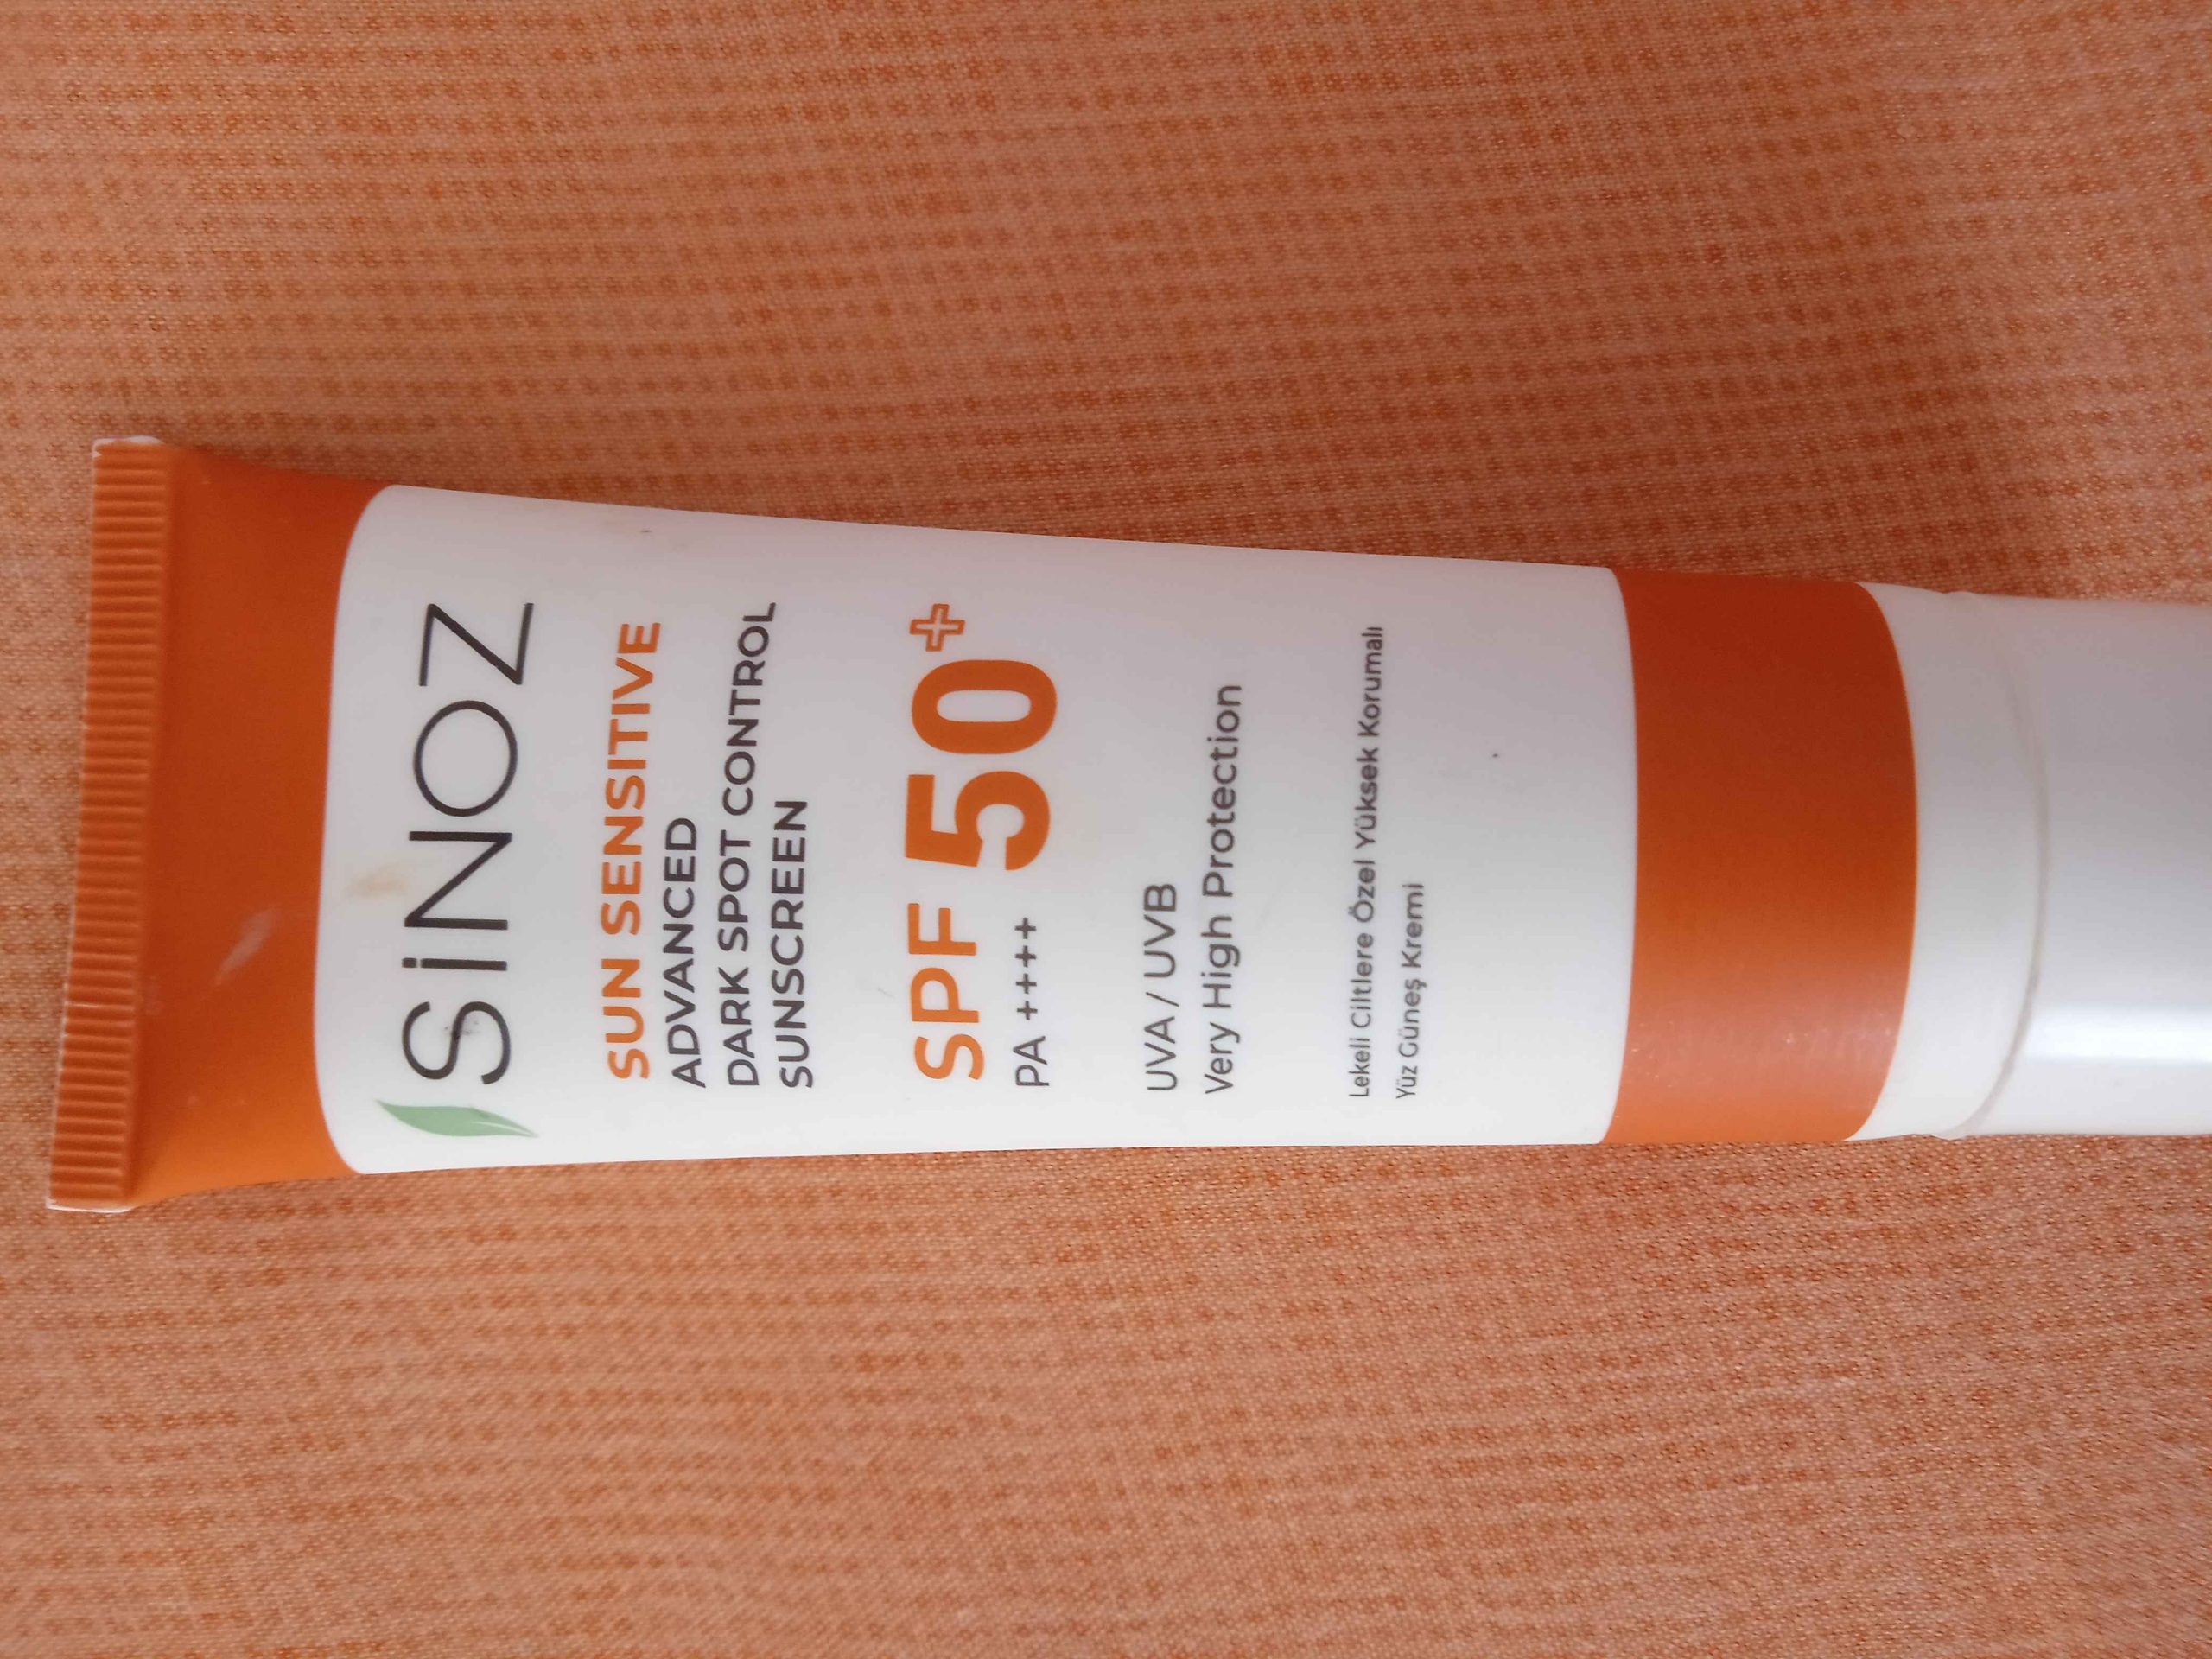 SiNOZ
SUN SENSITIVE
ADVANCED
DARK SPOT CONTROL
SUNSCREEN
SPF 50+
PA ++++
UVA / UVB
Very High Protection
Lekeli Ciltlere Özel Yüksek Korumalı
Yüz Güneş Kremi